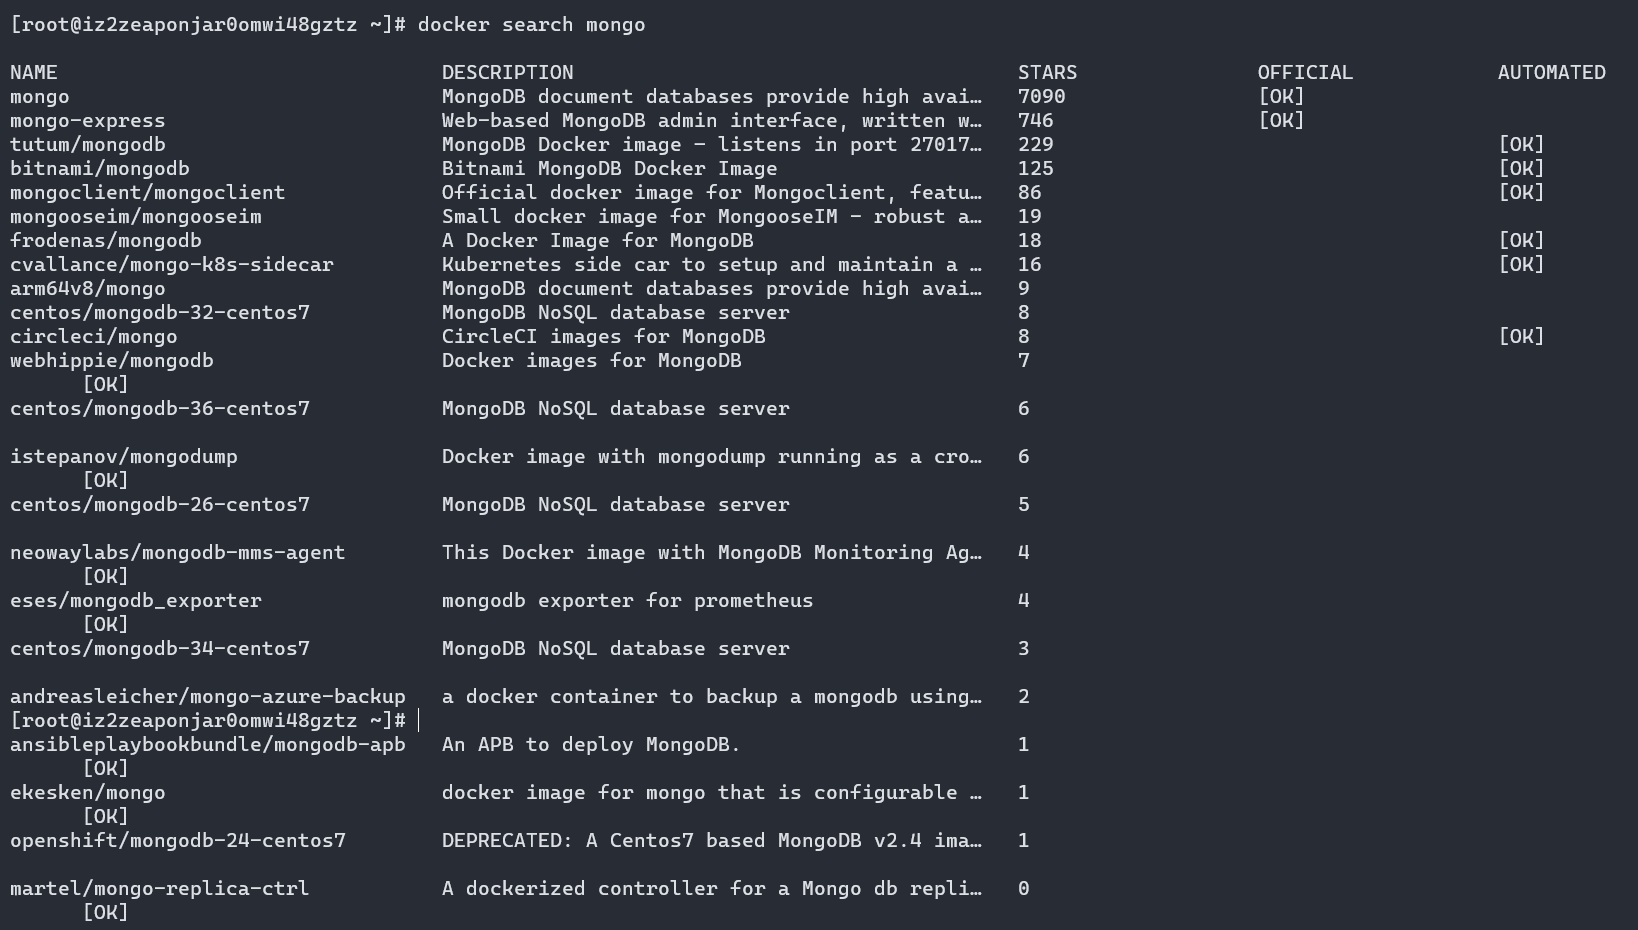 [root@iz2zeaponjar0omwi48gztz ~]# docker search mongo
NAME DESCRIPTION STARS OFFICIAL AUTOMATED
mongo MongoDB document databases provide high avai… 7090 [OK]
mongo-express Web-based MongoDB admin interface, written w… 746 [OK]
tutum/mongodb MongoDB Docker image – listens in port 27017… 229 [OK]
bitnami/mongodb Bitnami MongoDB Docker Image 125 [OK]
mongoclient/mongoclient Official docker image for Mongoclient, featu… 86 [OK]
mongooseim/mongooseim Small docker image for MongooseIM - robust a… 19
frodenas/mongodb A Docker Image for MongoDB 18 [OK]
cvallance/mongo-k8s-sidecar Kubernetes side car to setup and maintain a … 16 [OK]
arm64v8/mongo MongoDB document databases provide high avai… 9
centos/mongodb-32-centos7 MongoDB NoSQL database server 8
circleci/mongo CircleCI images for MongoDB 8 [OK]
webhippie/mongodb Docker images for MongoDB 7
[OK]
centos/mongodb-36-centos7 MongoDB NoSQL database server 6
istepanov/mongodump Docker image with mongodump running as a cro… 6
[OK]
centos/mongodb-26-centos7 MongoDB NoSQL database server 5
neowaylabs/mongodb-mms-agent This Docker image with MongoDB Monitoring Ag… 4
[OK]
eses/mongodb_exporter mongodb exporter for prometheus 4
[OK]
centos/mongodb-34-centos7 MongoDB NoSQL database server 3
andreasleicher/mongo-azure-backup a docker container to backup a mongodb using… 2
[root@iz2zeaponjar0omwi48gztz ~]#
ansibleplaybookbundle/mongodb-apb An APB to deploy MongoDB. 1
[OK]
ekesken/mongo docker image for mongo that is configurable … 1
[OK]
openshift/mongodb-24-centos7 DEPRECATED: A Centos7 based MongoDB v2.4 ima… 1
martel/mongo-replica-ctrl A dockerized controller for a Mongo db repli… 0
[OK]